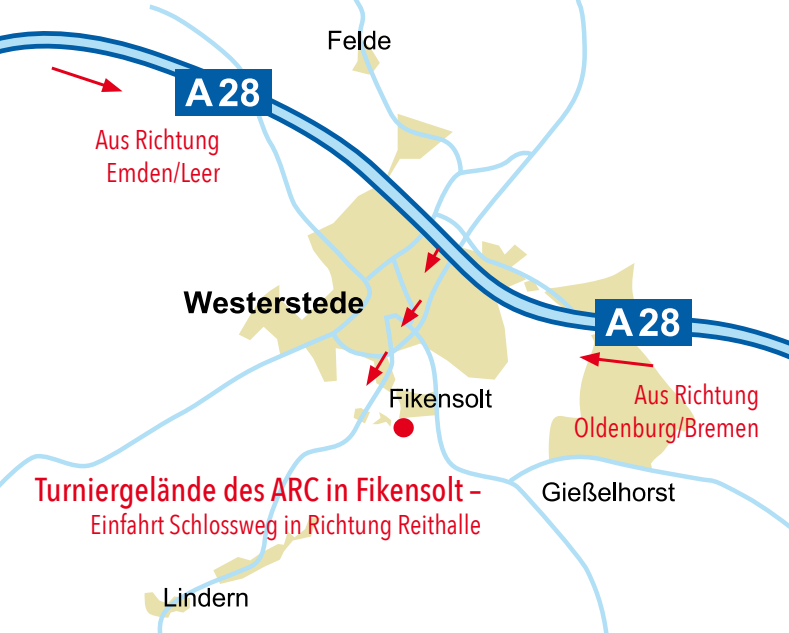 Felde
A 28
Aus Richtung
Emden/Leer
Westerstede
A 28
Aus Richtung
Oldenburg/Bremen
Fikensolt
Turniergelände des ARC in Fikensolt –
Einfahrt Schlossweg in Richtung Reithalle
Gießelhorst
Lindern